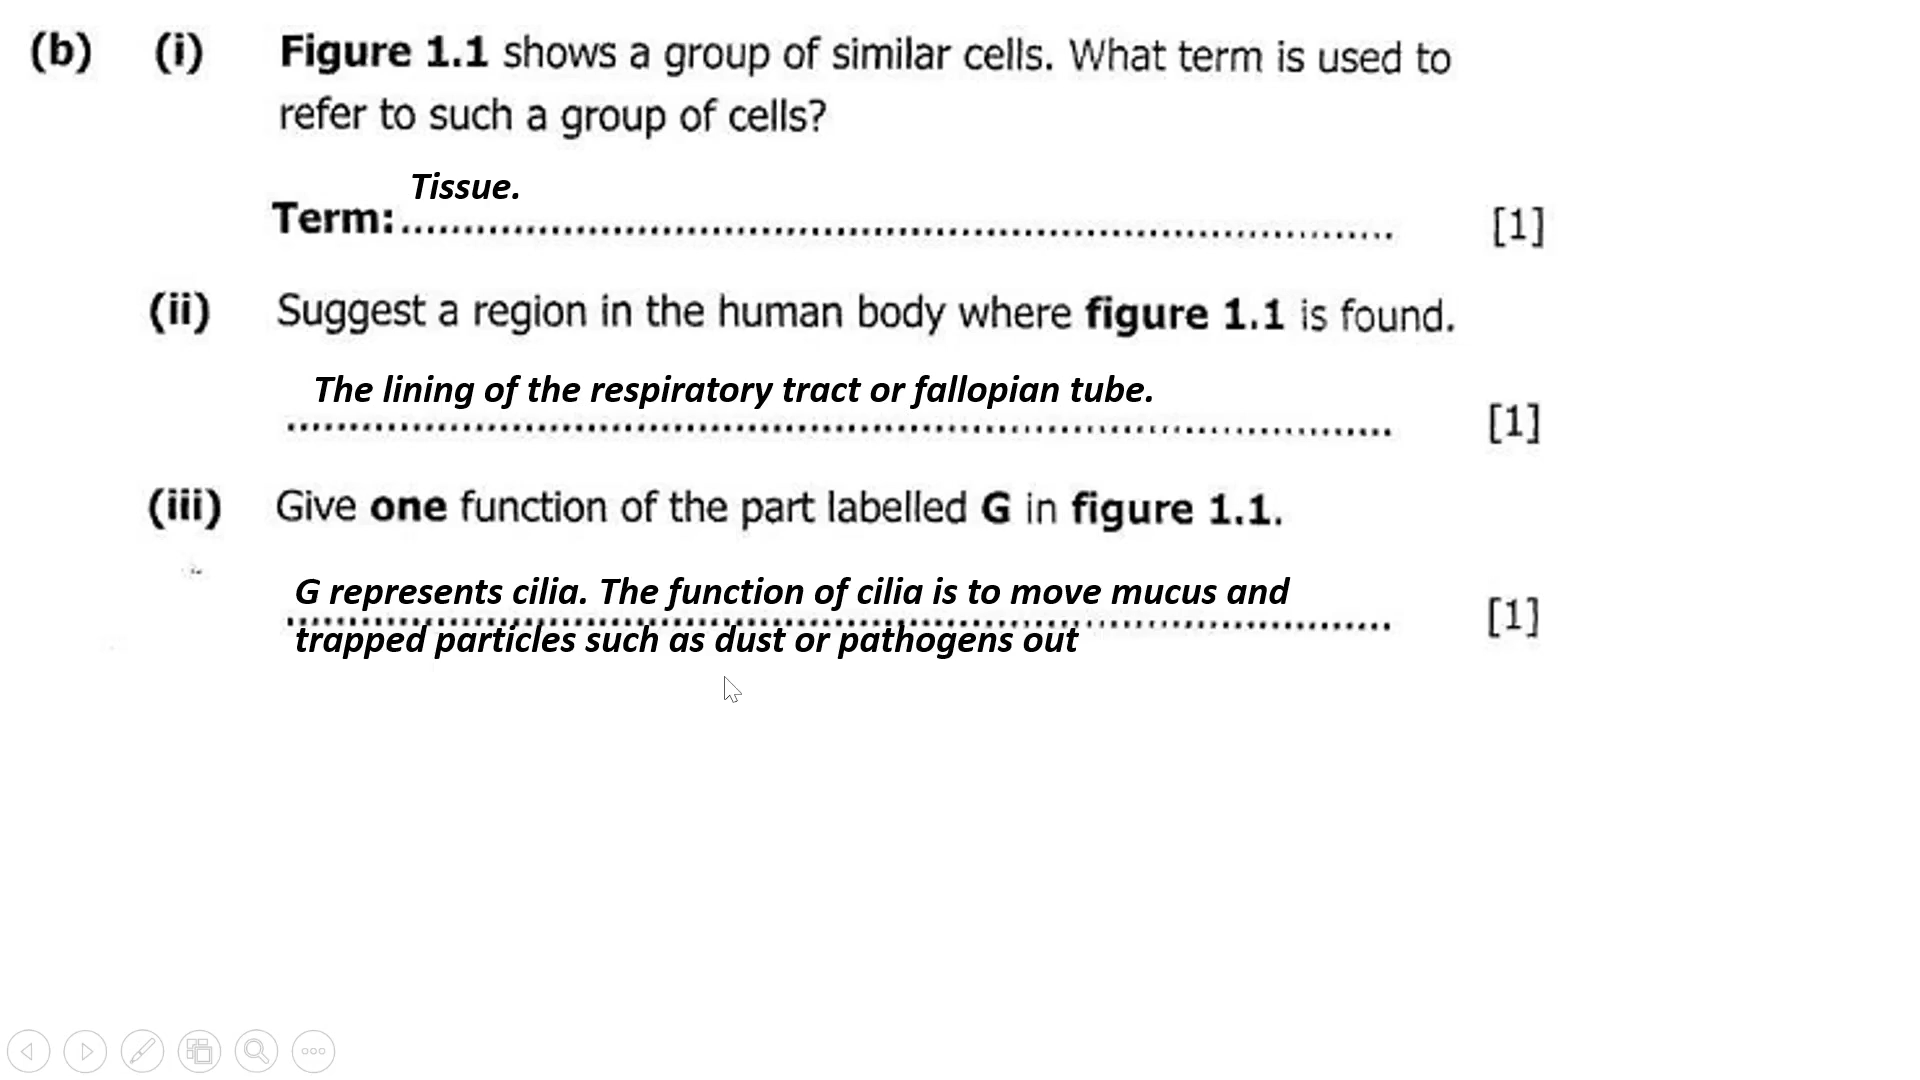 (b) (i) Figure 1.1 shows a group of similar cells. What term is used to
refer to such a group of cells?
Tissue.
Term: [1]
(ii) Suggest a region in the human body where figure 1.1 is found.
The lining of the respiratory tract or fallopian tube.
[1]
(iii) Give one function of the part labelled G in figure 1.1.
G represents cilia. The function of cilia is to move mucus and
[1]
trapped particles such as dust or pathogens out